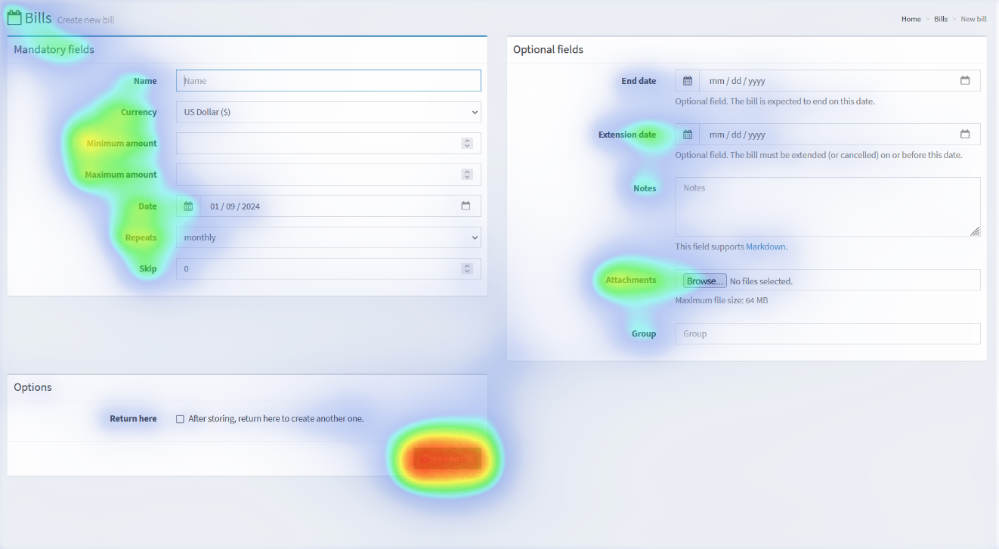 Bills Create new bill
Home > Bills > New bill
Mandatory fields
Name Name
Currency US Dollar ($)
Minimum amount
Maximum amount
Date 01 / 09 / 2024
Repeats monthly
Skip 0
Optional fields
End date mm / dd / yyyy
Optional field. The bill is expected to end on this date.
Extension date mm / dd / yyyy
Optional field. The bill must be extended (or cancelled) on or before this date.
Notes Notes
This field supports Markdown.
Attachments Browse... No files selected.
Maximum file size: 64 MB
Group Group
Options
Return here After storing, return here to create another one.
Store new bill